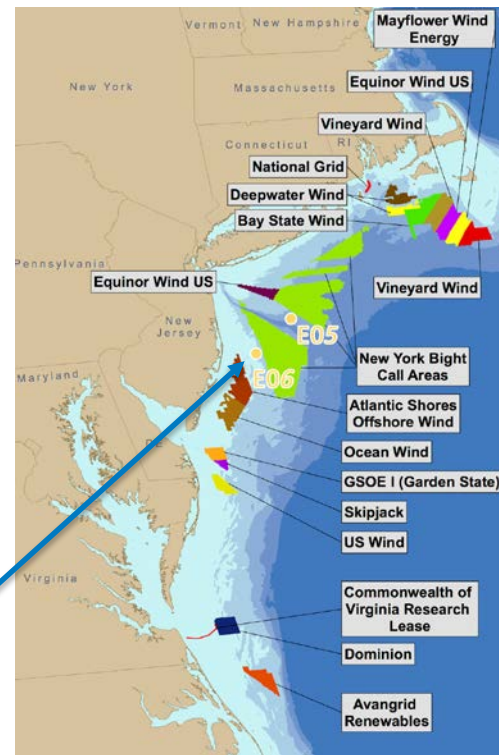 Vermont
New Hampshire
Mayflower Wind
Energy
Equinor Wind US
New York
Massachusetts
Vineyard Wind
Connecticut
RI
National Grid
Deepwater Wind
Bay State Wind
Pennsylvania
Equinor Wind US
Vineyard Wind
New
Jersey
E05
New York Bight
Call Areas
E06
Maryland
Atlantic Shores
Offshore Wind
DE
Ocean Wind
GSOE I (Garden State)
Skipjack
US Wind
Virginia
Commonwealth of
Virginia Research
Lease
Dominion
Avangrid
Renewables